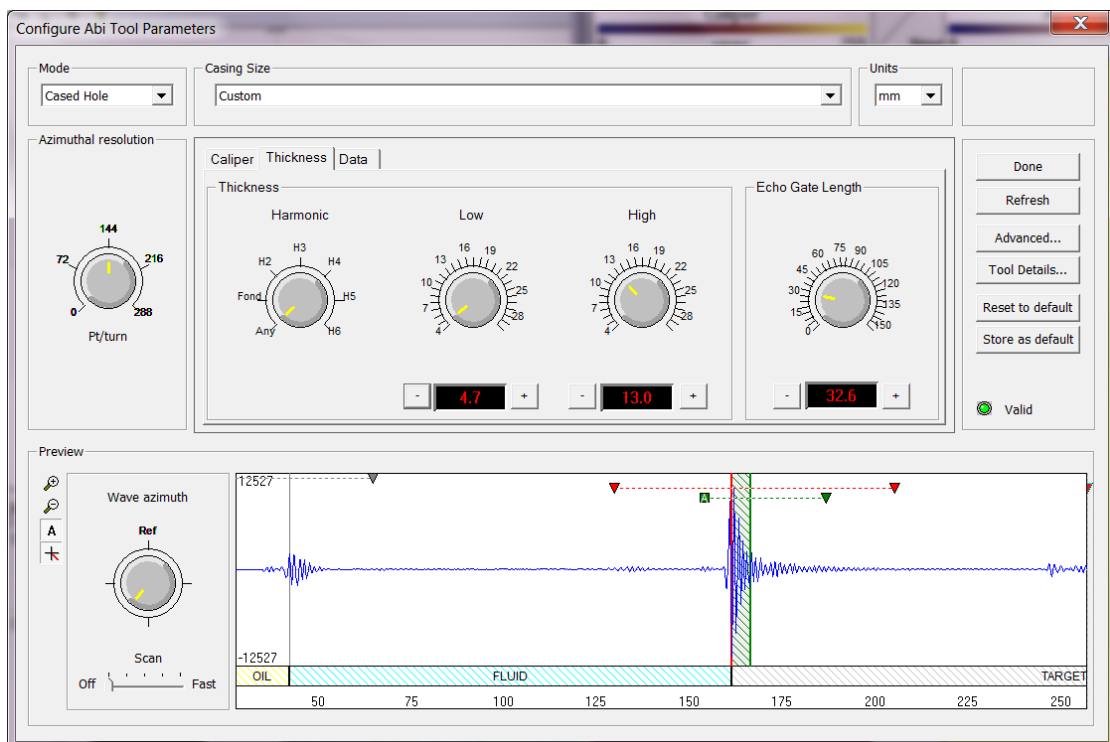 Configure Abi Tool Parameters
X
Mode
Cased Hole
Casing Size
Custom
Units
mm
Azimuthal resolution
144
72
216
0
288
Pt/turn
Caliper Thickness Data
Thickness
Harmonic
H3
H2
H4
Fond
H5
Any
H6
Low
16 19
13
22
10
25
7
28
4
- 4.7 +
High
16 19
13
22
10
25
7
28
4
- 13.0 +
Echo Gate Length
60 75 90
45
105
30
120
15
135
0
150
- 32.6 +
Done
Refresh
Advanced...
Tool Details...
Reset to default
Store as default
Valid
Preview
A
Wave azimuth
Ref
Scan
Off Fast
12527
A
-12527
OIL FLUID TARGET
50 75 100 125 150 175 200 225 250